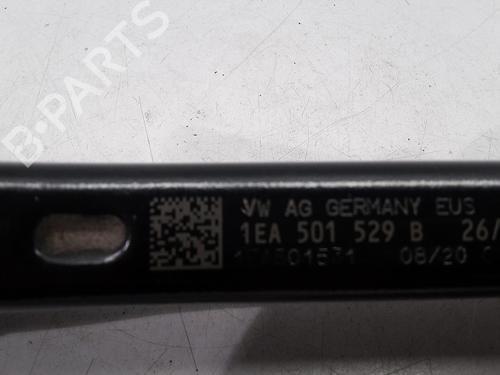 B-PARTS
VW AG GERMANY EUS
1EA 501 529 B 26/
08/20